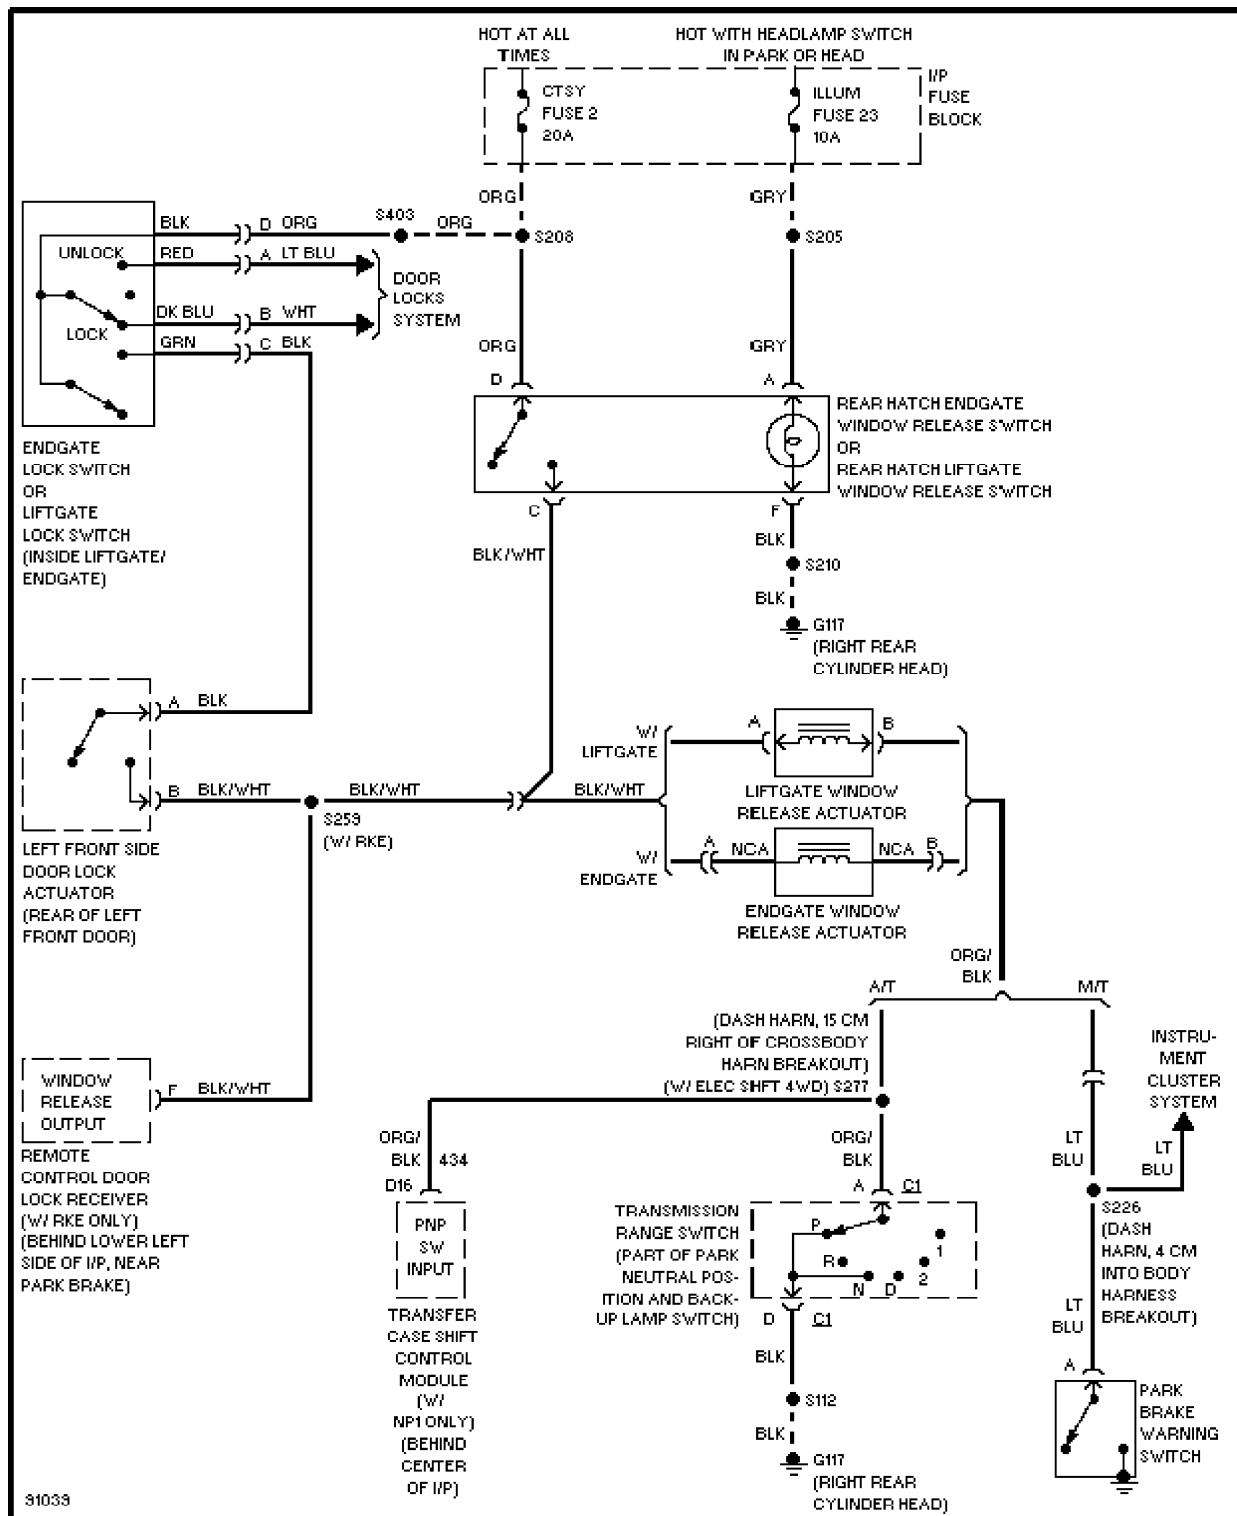 HOT AT ALL
TIMES
HOT WITH HEADLAMP SWITCH
IN PARK OR HEAD
CTSY
FUSE 2
20A
ILLUM
FUSE 23
10A
I/P
FUSE
BLOCK
ORG
GRY
BLK
D
ORG
S403
ORG
S208
S205
UNLOCK
RED
A
LT BLU
DOOR
LOCKS
SYSTEM
DK BLU
B
WHT
LOCK
GRN
C
BLK
ORG
GRY
D
A
REAR HATCH ENDGATE
WINDOW RELEASE SWITCH
OR
REAR HATCH LIFTGATE
WINDOW RELEASE SWITCH
ENDGATE
LOCK SWITCH
OR
LIFTGATE
LOCK SWITCH
(INSIDE LIFTGATE/
ENDGATE)
C
F
BLK/WHT
BLK
S210
BLK
G117
(RIGHT REAR
CYLINDER HEAD)
A
BLK
W/
LIFTGATE
A
B
B
BLK/WHT
BLK/WHT
BLK/WHT
LIFTGATE WINDOW
RELEASE ACTUATOR
S259
(W/ RKE)
LEFT FRONT SIDE
DOOR LOCK
ACTUATOR
(REAR OF LEFT
FRONT DOOR)
W/
ENDGATE
A
NCA
NCA
B
ENDGATE WINDOW
RELEASE ACTUATOR
ORG/
BLK
A/T
M/T
(DASH HARN, 15 CM
RIGHT OF CROSSBODY
HARN BREAKOUT)
(W/ ELEC SHFT 4WD) S277
INSTRU-
MENT
CLUSTER
SYSTEM
WINDOW
RELEASE
OUTPUT
F
BLK/WHT
REMOTE
CONTROL DOOR
LOCK RECEIVER
(W/ RKE ONLY)
(BEHIND LOWER LEFT
SIDE OF I/P, NEAR
PARK BRAKE)
ORG/
BLK
434
D16
ORG/
BLK
A
C1
LT
BLU
LT
BLU
PNP
SW
INPUT
TRANSFER
CASE SHIFT
CONTROL
MODULE
(W/
NP1 ONLY)
(BEHIND
CENTER
OF I/P)
TRANSMISSION
RANGE SWITCH
(PART OF PARK
NEUTRAL POS-
ITION AND BACK-
UP LAMP SWITCH)
P
R
N
D
2
1
S226
(DASH
HARN, 4 CM
INTO BODY
HARNESS
BREAKOUT)
D
C1
BLK
S112
BLK
G117
(RIGHT REAR
CYLINDER HEAD)
LT
BLU
A
PARK
BRAKE
WARNING
SWITCH
91039